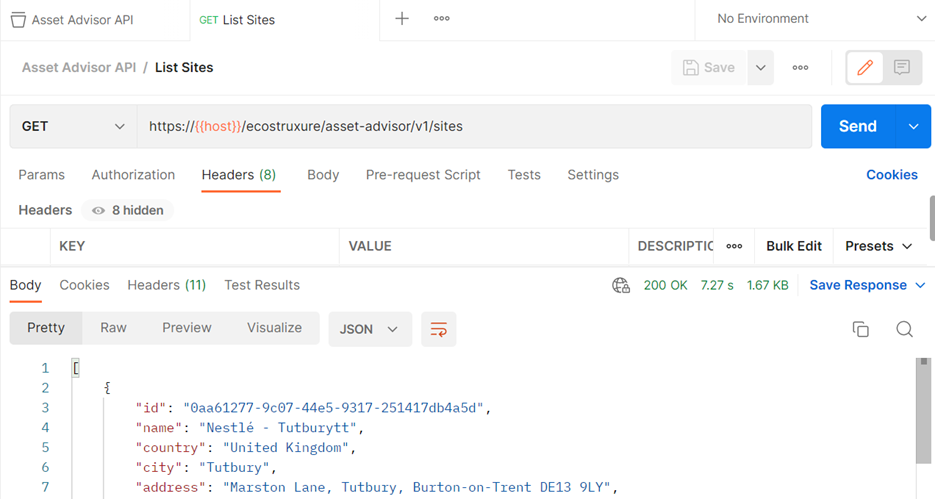 Asset Advisor API
GET List Sites
No Environment
Asset Advisor API / List Sites
Save
GET
https://{{host}}/ecostruxure/asset-advisor/v1/sites
Send
Params Authorization Headers (8) Body Pre-request Script Tests Settings Cookies
Headers 8 hidden
KEY VALUE DESCRIPTIC Bulk Edit Presets
Body Cookies Headers (11) Test Results 200 OK 7.27 s 1.67 KB Save Response
Pretty Raw Preview Visualize JSON
1 [
2 {
3 "id": "0aa61277-9c07-44e5-9317-251417db4a5d",
4 "name": "Nestlé - Tutburytt",
5 "country": "United Kingdom",
6 "city": "Tutbury",
7 "address": "Marston Lane, Tutbury, Burton-on-Trent DE13 9LY",